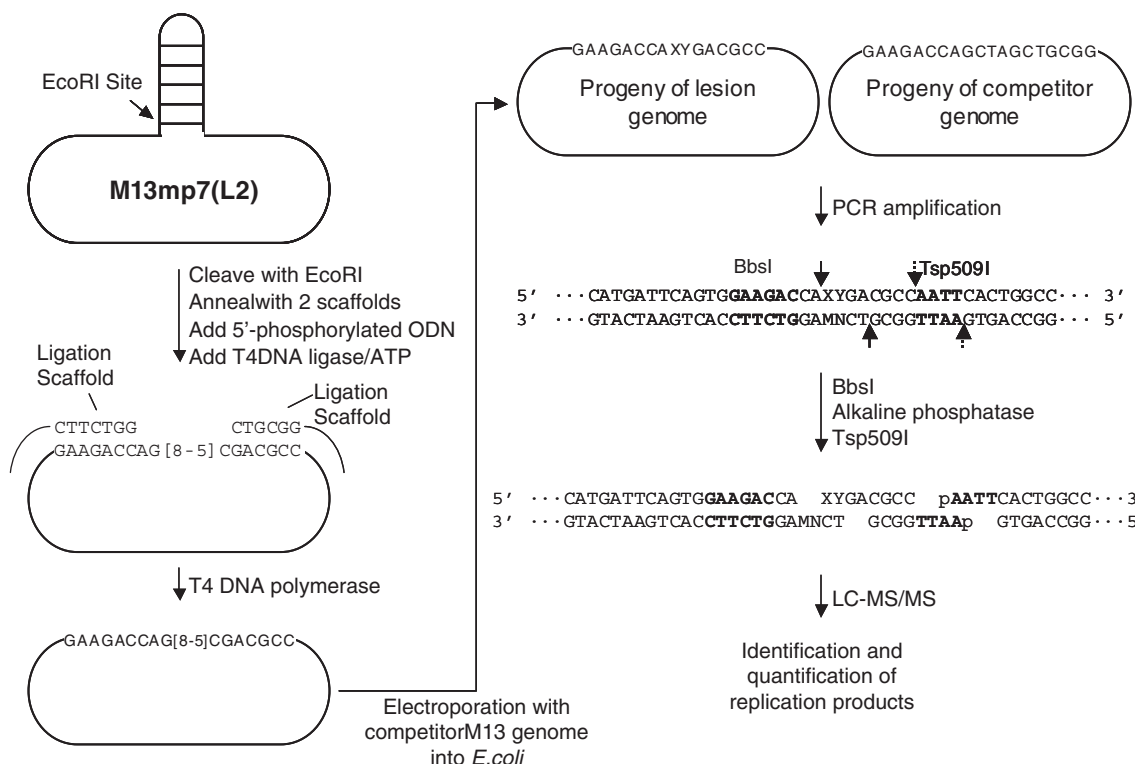 EcoRI Site
M13mp7(L2)
Cleave with EcoRI
Annealwith 2 scaffolds
Add 5'-phosphorylated ODN
Add T4DNA ligase/ATP
Ligation
Scaffold
Ligation
Scaffold
CTTCTGG CTGCGG
GAAGACCAG[8-5]CGACGCC
T4 DNA polymerase
GAAGACCAG[8-5]CGACGCC
Electroporation with
competitorM13 genome
into E.coli
GAAGACCAXYGACGCC
Progeny of lesion
genome
GAAGACCAGCTAGCTGCGG
Progeny of competitor
genome
PCR amplification
BbsI Tsp509I
5' ···CATGATTCAGTGGAAGACCAXYGACGCCAATTCACTGGCC··· 3'
3' ···GTACTAAGTCACCTTCTGGAMNCTGCGGTTAAGTGACCGG··· 5'
BbsI
Alkaline phosphatase
Tsp509I
5' ···CATGATTCAGTGGAAGACCA XYGACGCC pAATTCACTGGCC···3
3' ···GTACTAAGTCACCTTCTGGAMNCT GCGGTTAAp GTGACCGG···5
LC-MS/MS
Identification and
quantification of
replication products